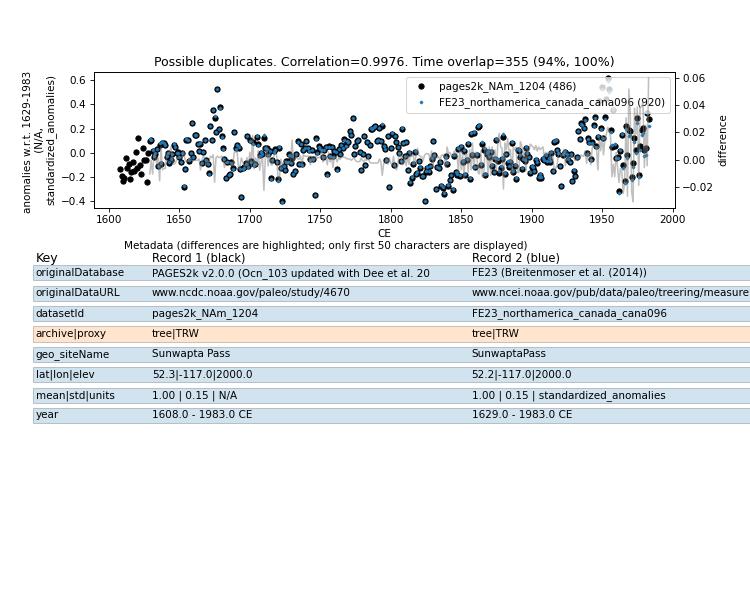 Possible duplicates. Correlation=0.9976. Time overlap=355 (94%, 100%)
anomalies w.r.t. 1629-1983
(N/A,
standardized_anomalies)
0.6
0.4
0.2
0.0
−0.2
−0.4
pages2k_NAm_1204 (486)
FE23_northamerica_canada_cana096 (920)
0.06
0.04
0.02
0.00
−0.02
difference
1600 1650 1700 1750 1800 1850 1900 1950 2000
CE
Metadata (differences are highlighted; only first 50 characters are displayed)
Key Record 1 (black) Record 2 (blue)
originalDatabase PAGES2k v2.0.0 (Ocn_103 updated with Dee et al. 20 FE23 (Breitenmoser et al. (2014))
originalDataURL www.ncdc.noaa.gov/paleo/study/4670 www.ncei.noaa.gov/pub/data/paleo/treering/measure
datasetId pages2k_NAm_1204 FE23_northamerica_canada_cana096
archive|proxy tree|TRW tree|TRW
geo_siteName Sunwapta Pass SunwaptaPass
lat|lon|elev 52.3|-117.0|2000.0 52.2|-117.0|2000.0
mean|std|units 1.00 | 0.15 | N/A 1.00 | 0.15 | standardized_anomalies
year 1608.0 - 1983.0 CE 1629.0 - 1983.0 CE